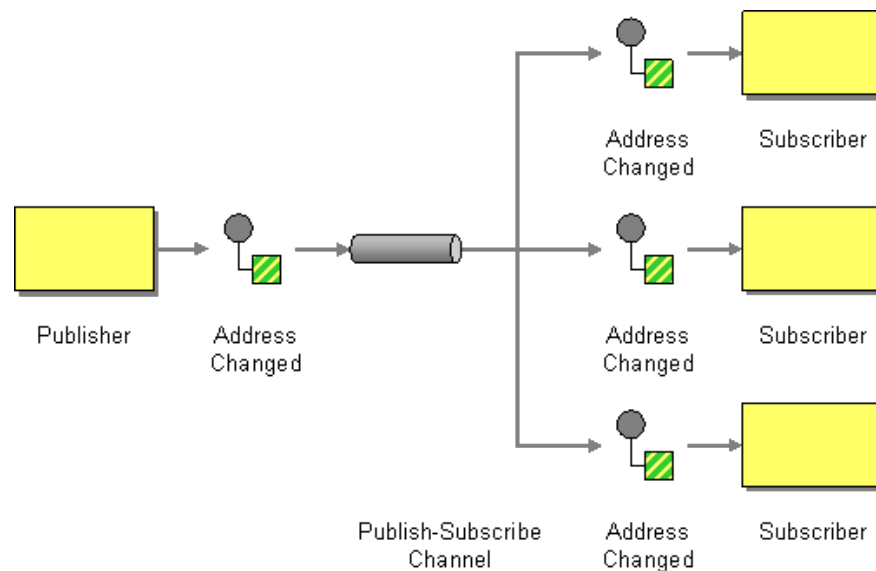 Address
Changed
Subscriber
Publisher
Address
Changed
Address
Changed
Subscriber
Publish-Subscribe
Channel
Address
Changed
Subscriber